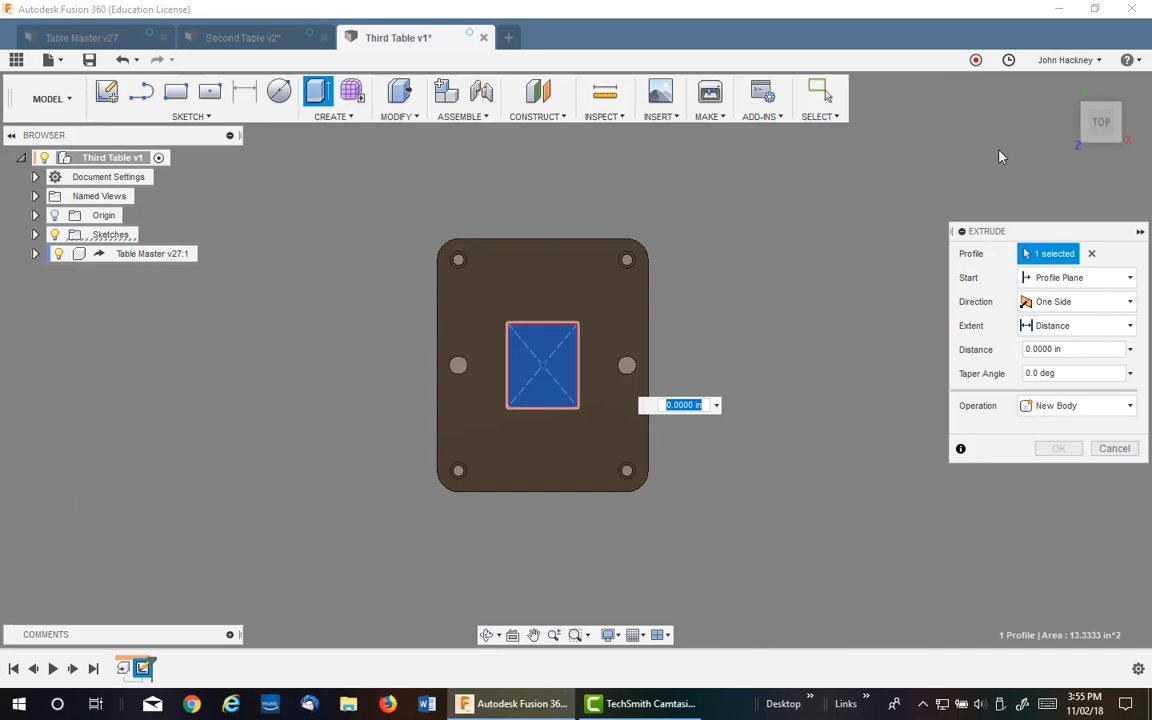 Autodesk Fusion 360 (Education License)
Table Master v27
Second Table v2*
Third Table v1*
John Hackney
MODEL
SKETCH
CREATE
MODIFY
ASSEMBLE
CONSTRUCT
INSPECT
INSERT
MAKE
ADD-INS
SELECT
TOP
X
Z
BROWSER
Third Table v1
Document Settings
Named Views
Origin
Sketches
Table Master v27:1
EXTRUDE
Profile 1 selected
Start Profile Plane
Direction One Side
Extent Distance
Distance 0.0000 in
Taper Angle 0.0 deg
Operation New Body
OK Cancel
0.0000 in
COMMENTS
1 Profile | Area : 13.3333 in^2
Autodesk Fusion 36...
TechSmith Camtasi...
Desktop
Links
3:55 PM
11/02/18